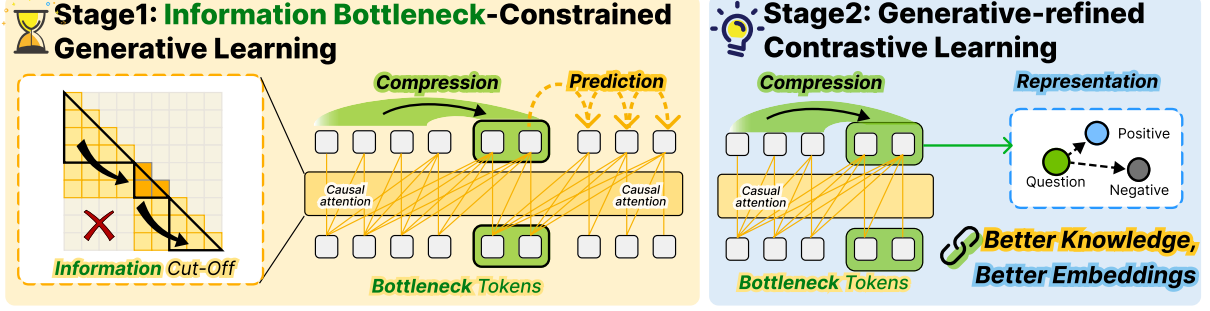 Stage1: Information Bottleneck-Constrained
Generative Learning
Compression
Prediction
Causal
attention
Causal
attention
Information Cut-Off
Bottleneck Tokens
Stage2: Generative-refined
Contrastive Learning
Compression
Representation
Positive
Question
Negative
Casual
attention
Bottleneck Tokens
Better Knowledge,
Better Embeddings